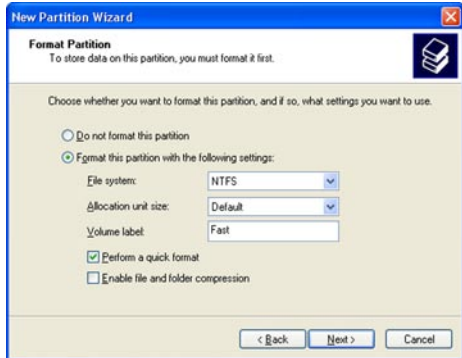 New Partition Wizard
Format Partition
To store data on this partition, you must format it first.
Choose whether you want to format this partition, and if so, what settings you want to use.
Do not format this partition
Format this partition with the following settings:
File system: NTFS
Allocation unit size: Default
Volume label: Fast
Perform a quick format
Enable file and folder compression
< Back Next > Cancel